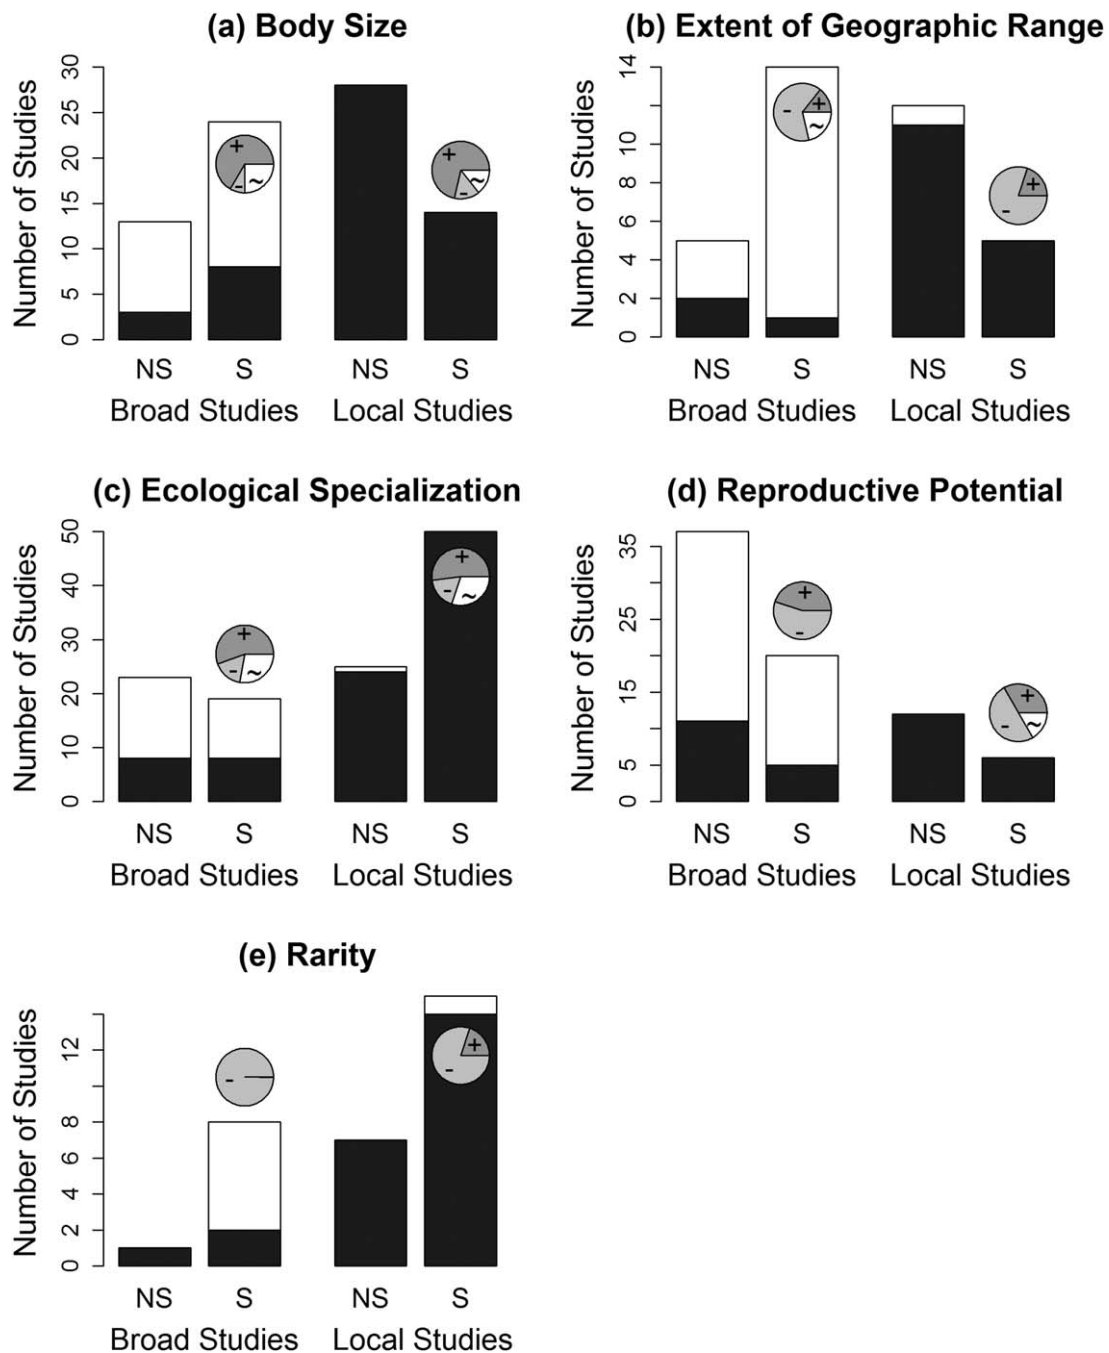 (a) Body Size
Number of Studies
0 5 10 15 20 25 30
+ - ~
+ - ~
NS S NS S
Broad Studies Local Studies
(b) Extent of Geographic Range
Number of Studies
0 2 4 6 8 10 14
- + ~
+ -
NS S NS S
Broad Studies Local Studies
(c) Ecological Specialization
Number of Studies
0 10 20 30 40 50
+ - ~
+ - ~
NS S NS S
Broad Studies Local Studies
(d) Reproductive Potential
Number of Studies
0 5 15 25 35
+ -
+ - ~
NS S NS S
Broad Studies Local Studies
(e) Rarity
Number of Studies
0 2 4 6 8 12
-
+ -
NS S NS S
Broad Studies Local Studies